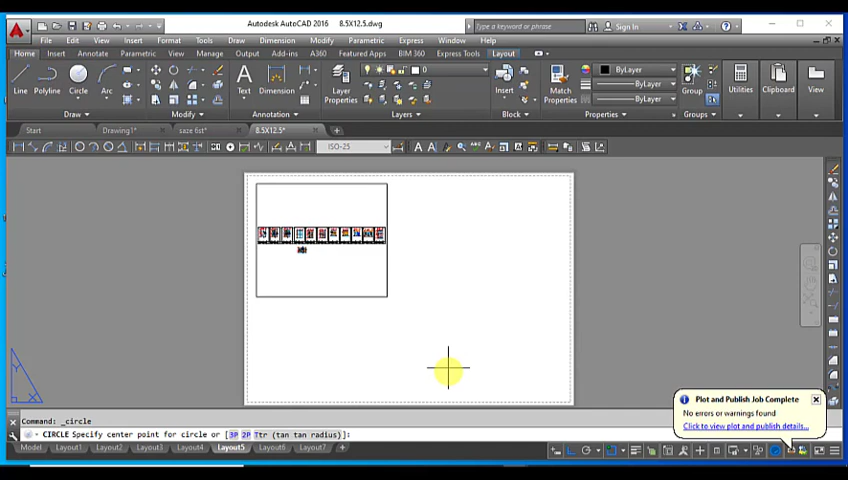 Autodesk AutoCAD 2016 8.5X12.5.dwg
Type a keyword or phrase
Sign In
File Edit View Insert Format Tools Draw Dimension Modify Parametric Window Help Express
Home Insert Annotate Parametric View Manage Output Add-ins A360 Featured Apps BIM 360 Express Tools Layout
Line Polyline Circle Arc
Text Dimension
Layer Properties
0
Insert
Match Properties
ByLayer
ByLayer
ByLayer
Group
Utilities
Clipboard
View
Draw Modify Annotation Layers Block Properties Groups
Start Drawing1* saze 6st* 8.5X12.5*
ISO-25
Y
X
Plot and Publish Job Complete
No errors or warnings found
Click to view plot and publish details...
Command: _circle
CIRCLE Specify center point for circle or [3P 2P Ttr (tan tan radius)]:
Model Layout1 Layout2 Layout3 Layout4 Layout5 Layout6 Layout7